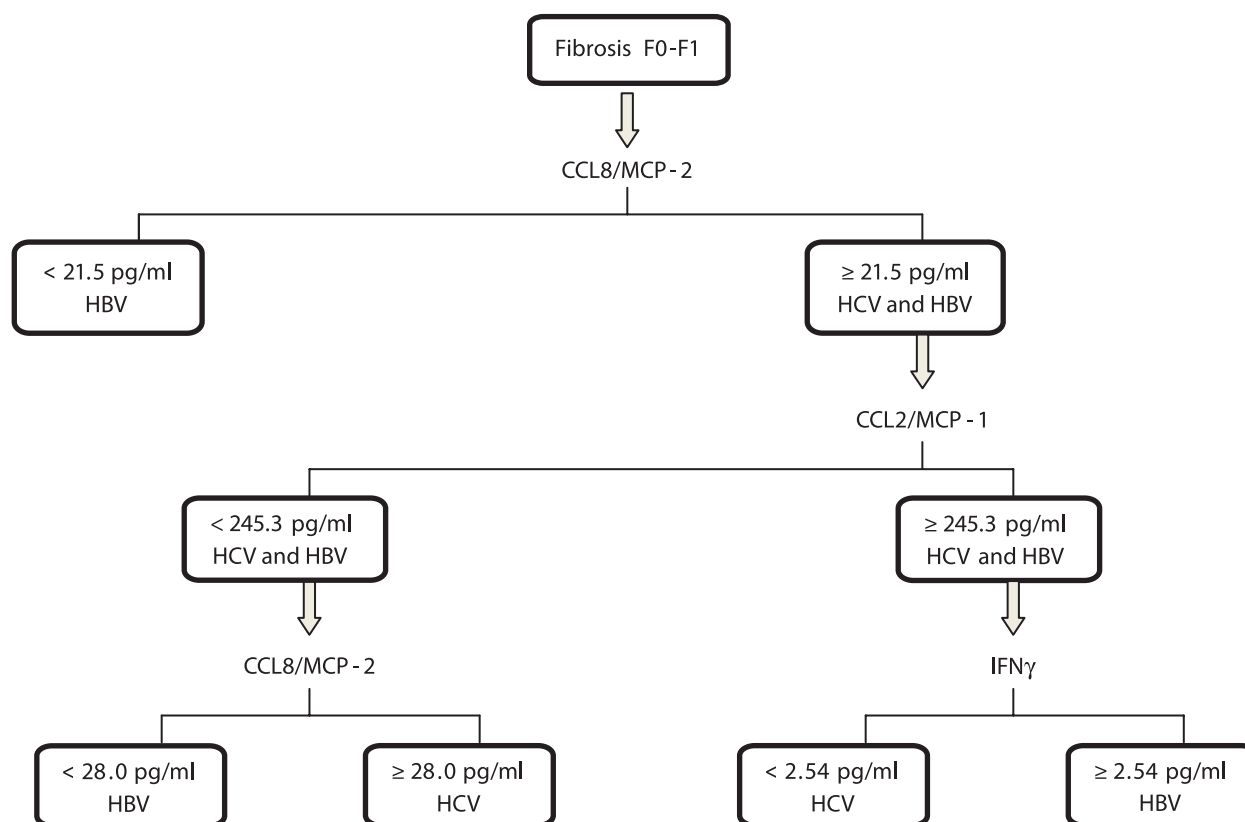 Fibrosis F0-F1
CCL8/MCP-2
< 21.5 pg/ml
HBV
≥ 21.5 pg/ml
HCV and HBV
CCL2/MCP-1
< 245.3 pg/ml
HCV and HBV
≥ 245.3 pg/ml
HCV and HBV
CCL8/MCP-2
IFNγ
< 28.0 pg/ml
HBV
≥ 28.0 pg/ml
HCV
< 2.54 pg/ml
HCV
≥ 2.54 pg/ml
HBV